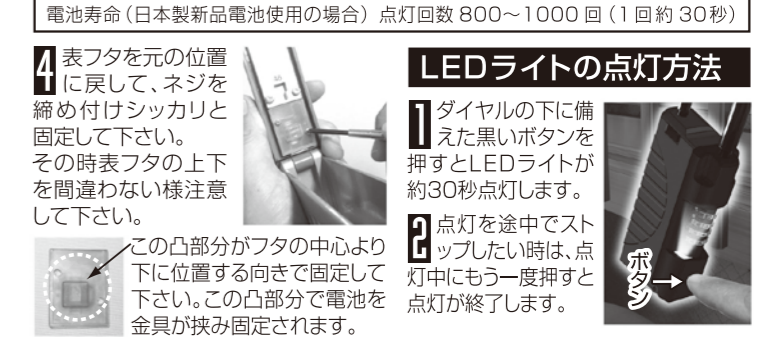 電池寿命(日本製新品電池使用の場合) 点灯回数 800〜1000 回(1回約30秒)
4 表フタを元の位置
に戻して、ネジを
締め付けシッカリと
固定して下さい。
その時表フタの上下
を間違わない様注意
して下さい。
この凸部分がフタの中心より
下に位置する向きで固定して
下さい。この凸部分で電池を
金具が挟み固定されます。
LEDライトの点灯方法
1 ダイヤルの下に備
えた黒いボタンを
押すとLEDライトが
約30秒点灯します。
2 点灯を途中でスト
ップしたい時は、点
灯中にもう一度押すと
点灯が終了します。
ボタン